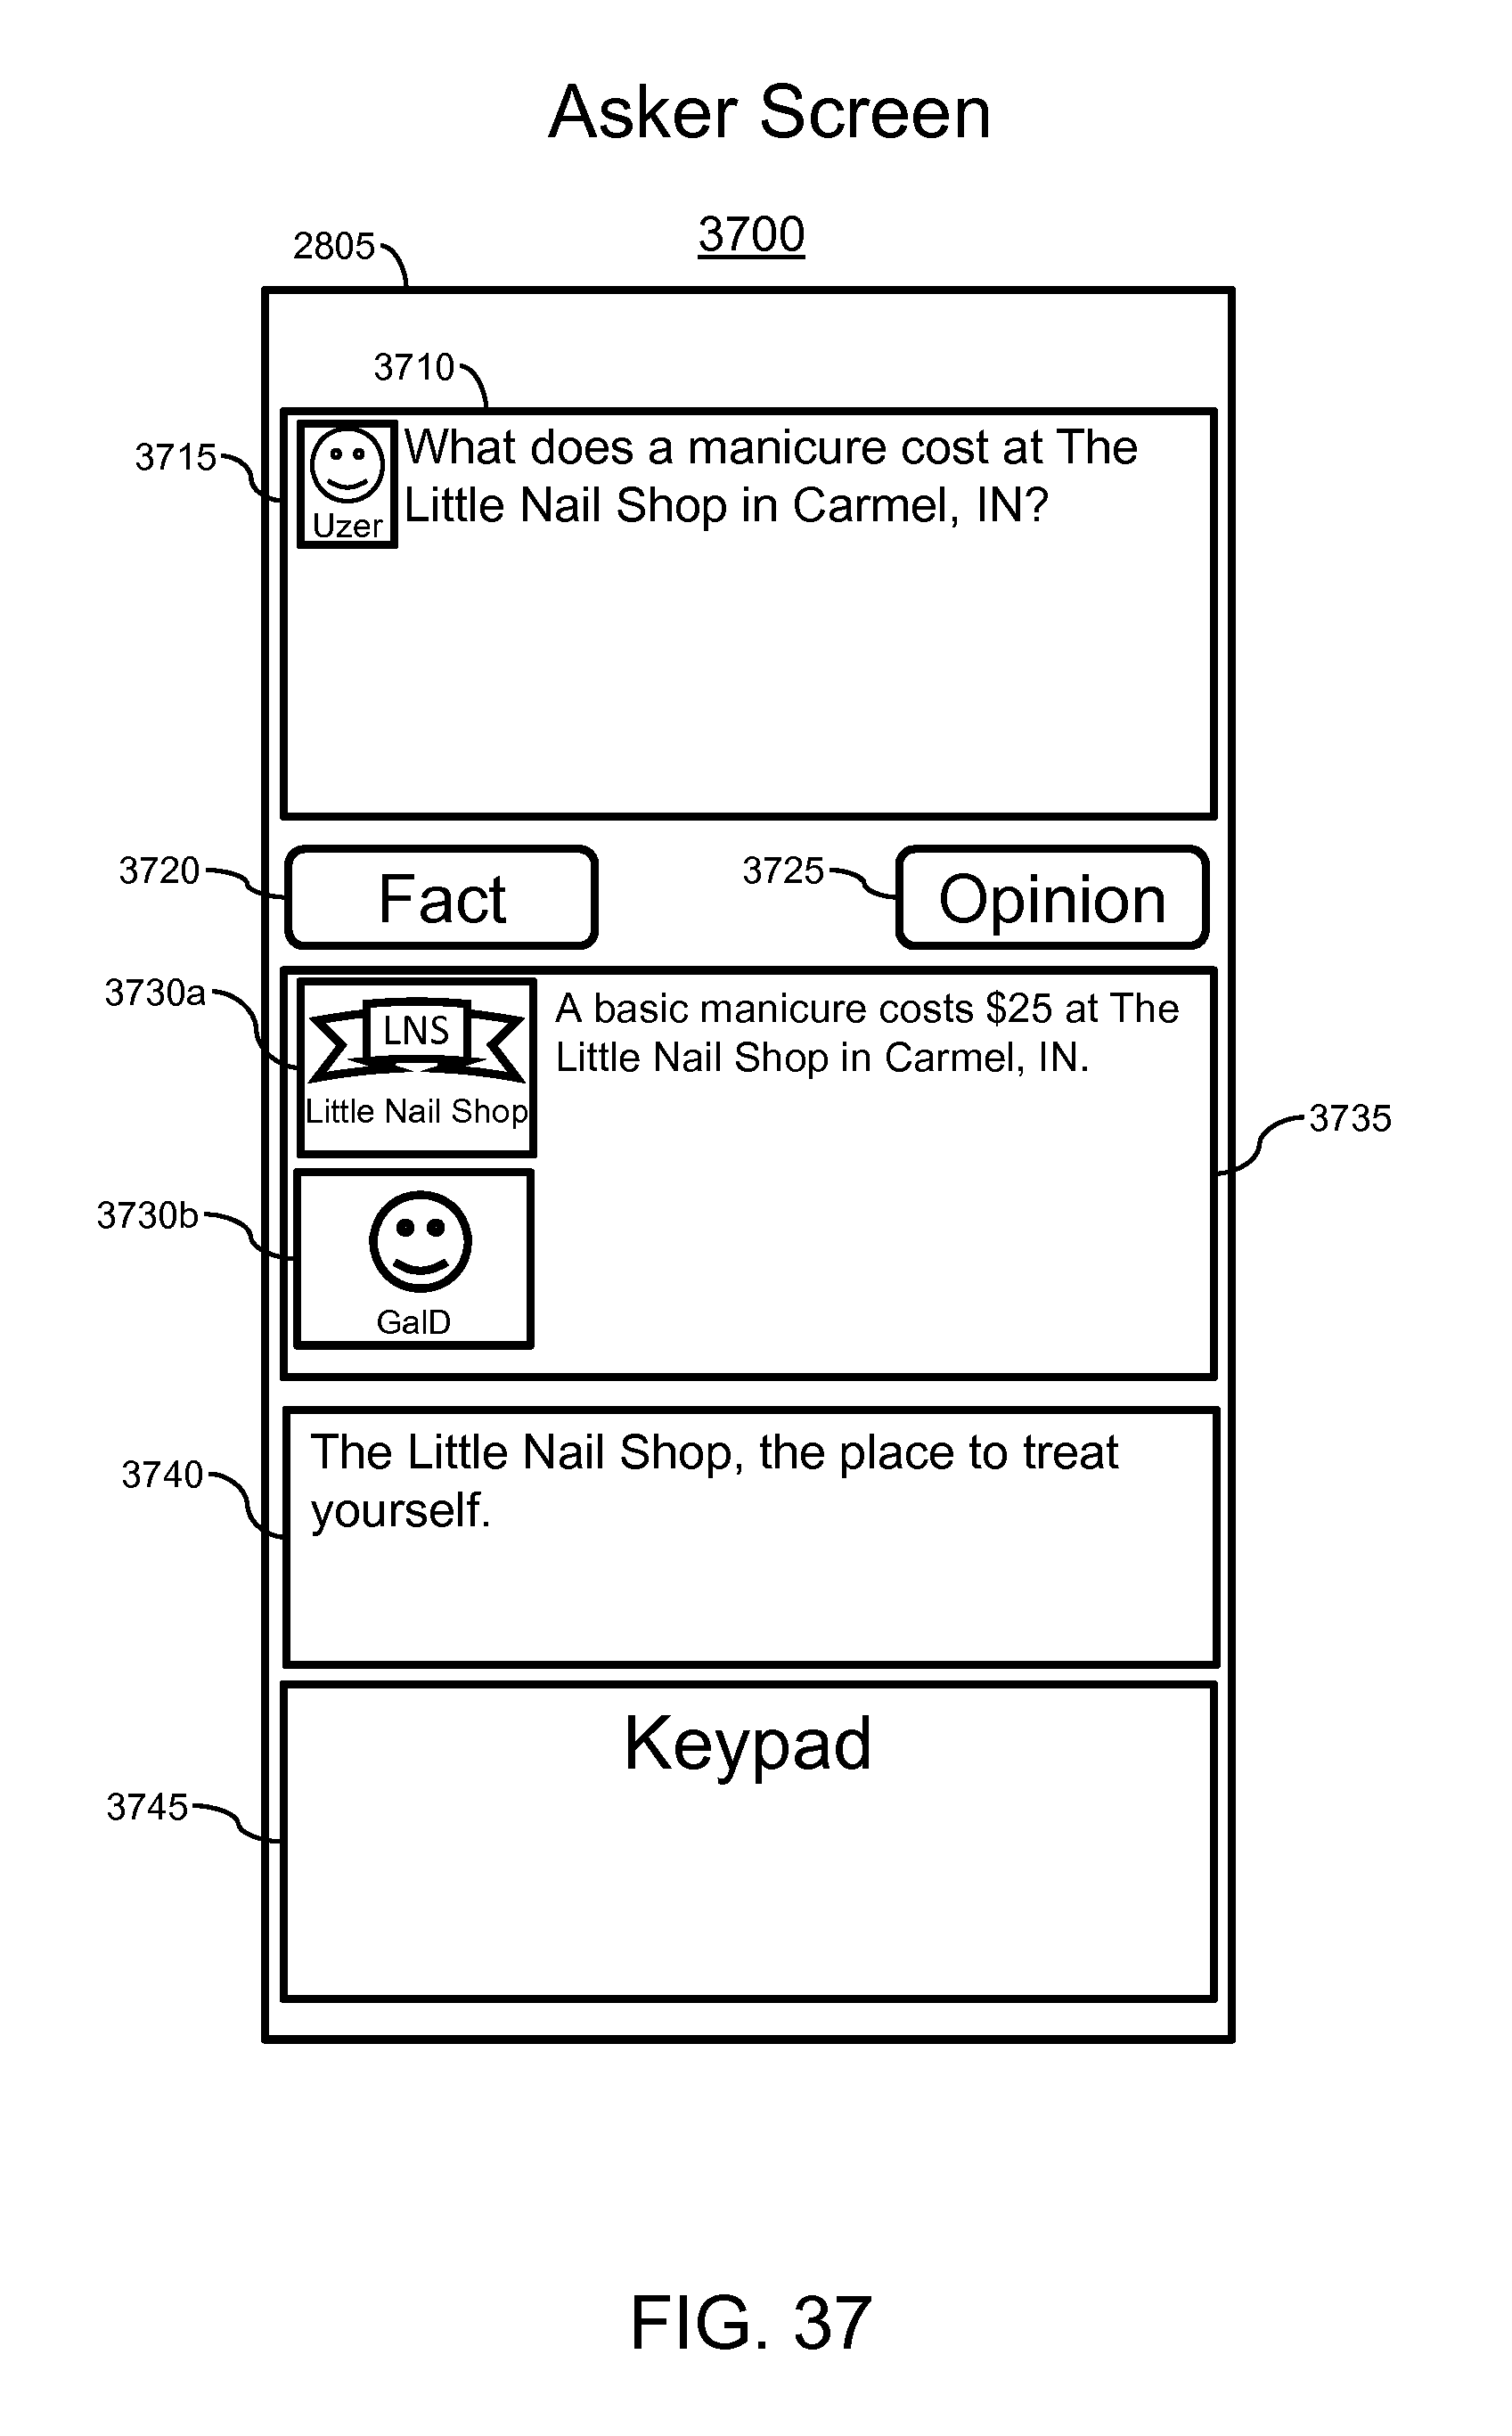 Asker Screen
3700
2805
3710
3715
What does a manicure cost at The
Little Nail Shop in Carmel, IN?
Uzer
3720
Fact
3725
Opinion
3730a
LNS
Little Nail Shop
A basic manicure costs $25 at The
Little Nail Shop in Carmel, IN.
3735
3730b
GalD
3740
The Little Nail Shop, the place to treat
yourself.
Keypad
3745
FIG. 37